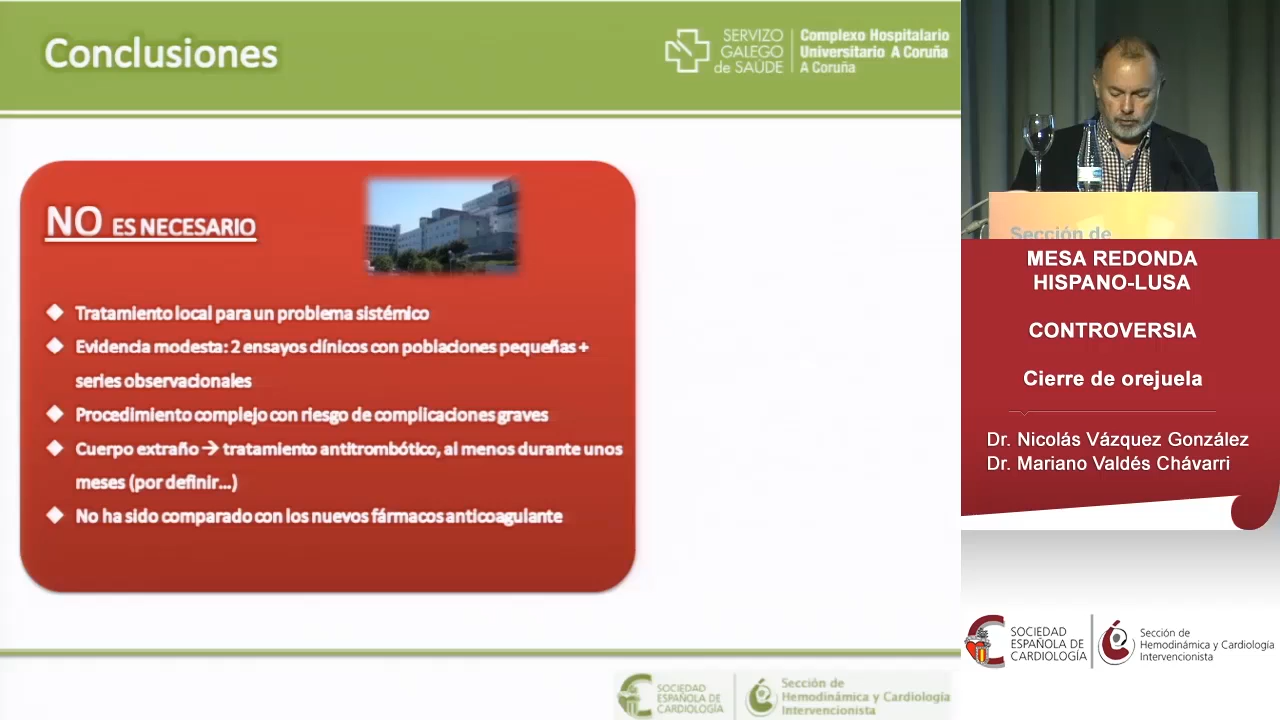 Conclusiones
SERVIZO
GALEGO
de SAÚDE
Complexo Hospitalario
Universitario A Coruña
A Coruña
NO ES NECESARIO
Tratamiento local para un problema sistémico
Evidencia modesta: 2 ensayos clínicos con poblaciones pequeñas +
series observacionales
Procedimiento complejo con riesgo de complicaciones graves
Cuerpo extraño → tratamiento antitrombótico, al menos durante unos
meses (por definir...)
No ha sido comparado con los nuevos fármacos anticoagulante
SOCIEDAD
ESPAÑOLA DE
CARDIOLOGÍA
Sección de
Hemodinámica y Cardiología
Intervencionista
Sección de
MESA REDONDA
HISPANO-LUSA
CONTROVERSIA
Cierre de orejuela
Dr. Nicolás Vázquez González
Dr. Mariano Valdés Chávarri
SOCIEDAD
ESPAÑOLA DE
CARDIOLOGÍA
Sección de
Hemodinámica y Cardiología
Intervencionista